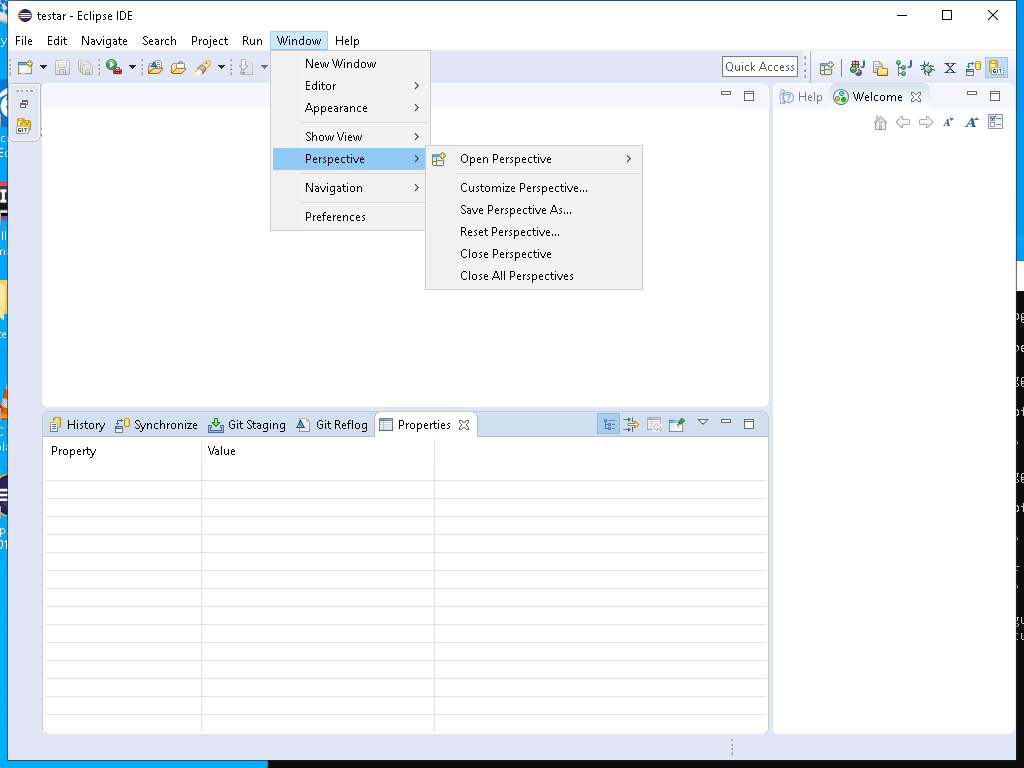 testar - Eclipse IDE
File Edit Navigate Search Project Run Window Help
Quick Access
New Window
Editor
Appearance
Show View
Perspective
Navigation
Preferences
Open Perspective
Customize Perspective...
Save Perspective As...
Reset Perspective...
Close Perspective
Close All Perspectives
GIT
Help Welcome
History Synchronize Git Staging Git Reflog Properties
Property Value